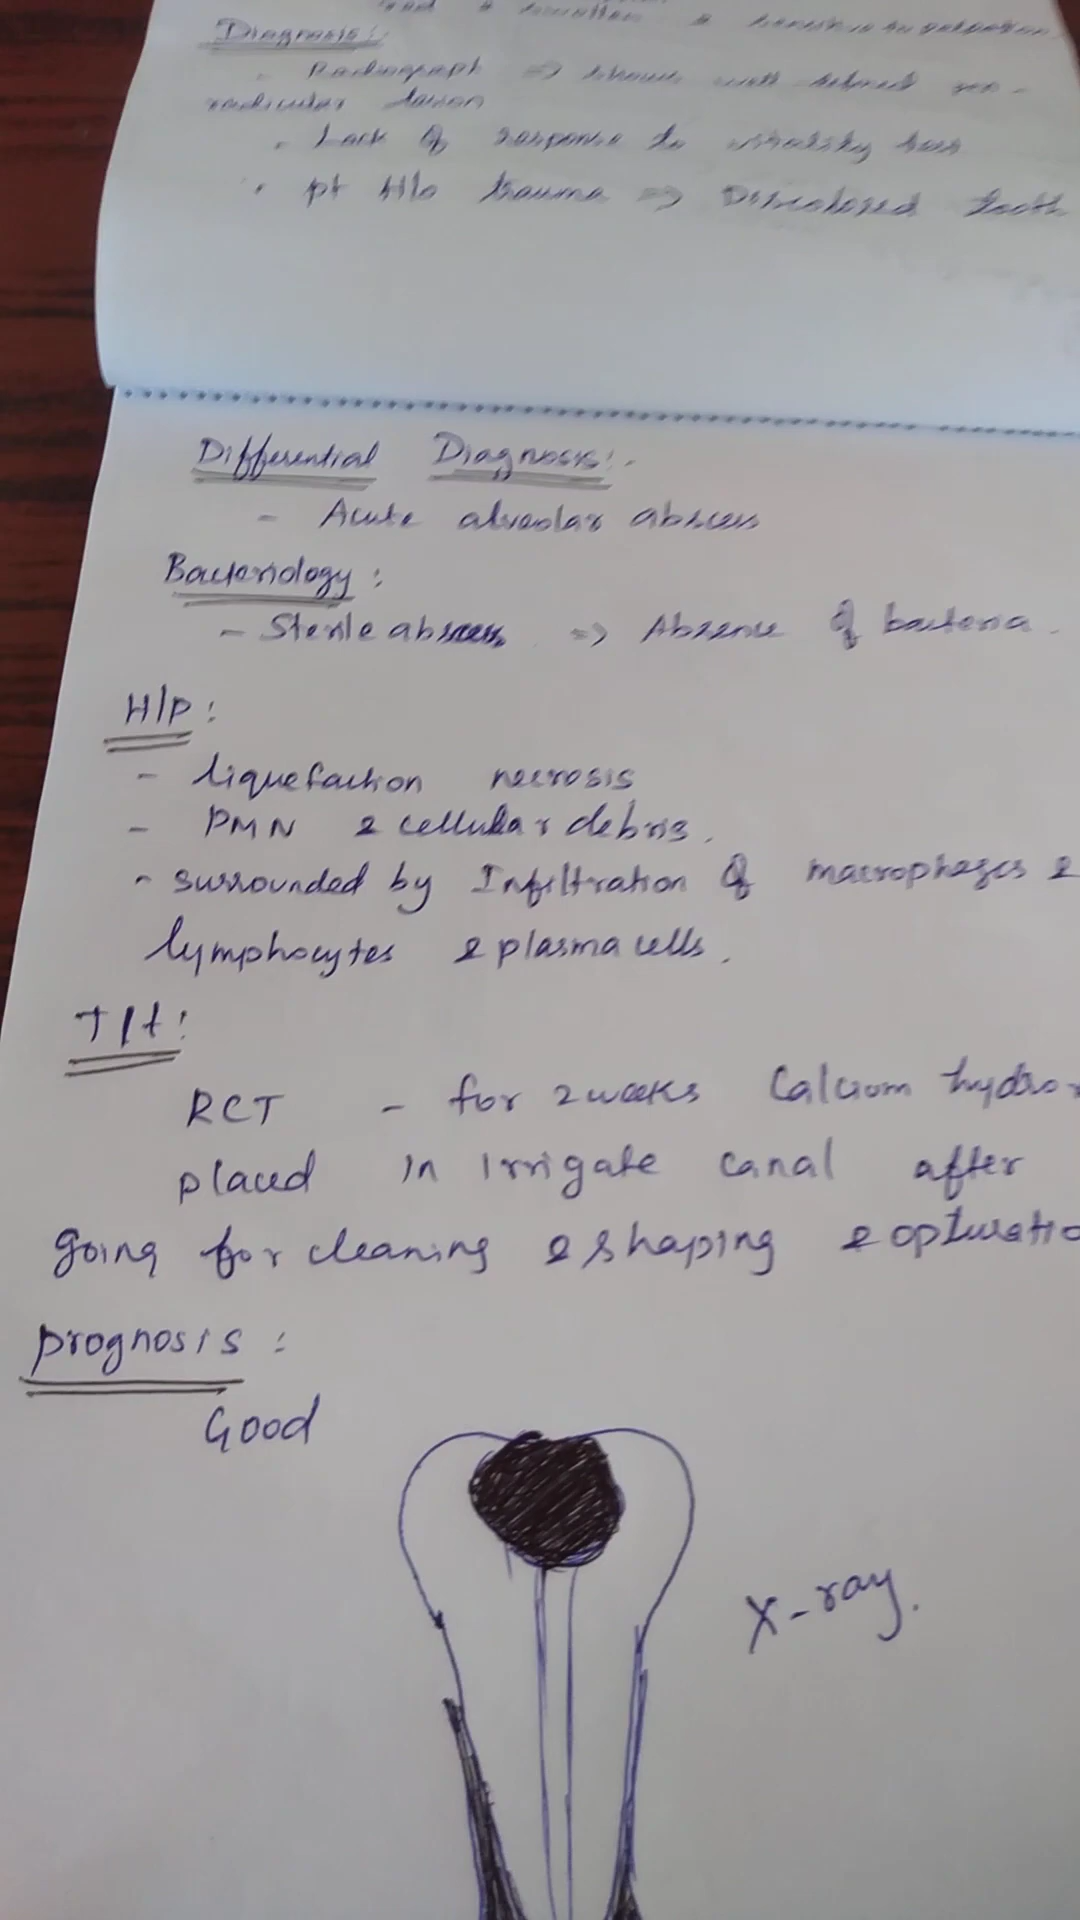 Diagnosis:
. Radiograph => shows well defined
radicular lesion
. Lack of response to vitality test
. pt H/o trauma => Discolored tooth
Differential Diagnosis:-
- Acute alveolar abscess
Bacteriology :
- Sterile abscess => Absence of bacteria.
H/P:
- liquefaction necrosis
- PMN & cellular debris.
- surrounded by Infiltration of macrophages &
lymphocytes & plasma cells.
T/t:
RCT - for 2 weeks Calcium hydro
placed in Irrigate canal after
going for cleaning & shaping & opturatio
prognosis :
Good
X-ray.